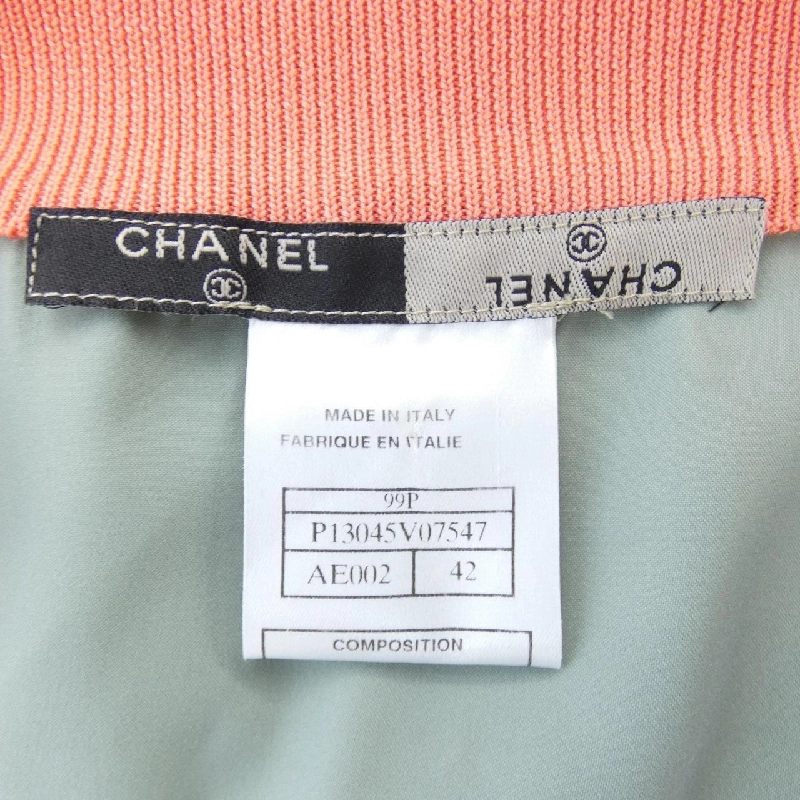 CHANEL
CHANEL
MADE IN ITALY
FABRIQUE EN ITALIE
99P
P13045V07547
AE002 42
COMPOSITION